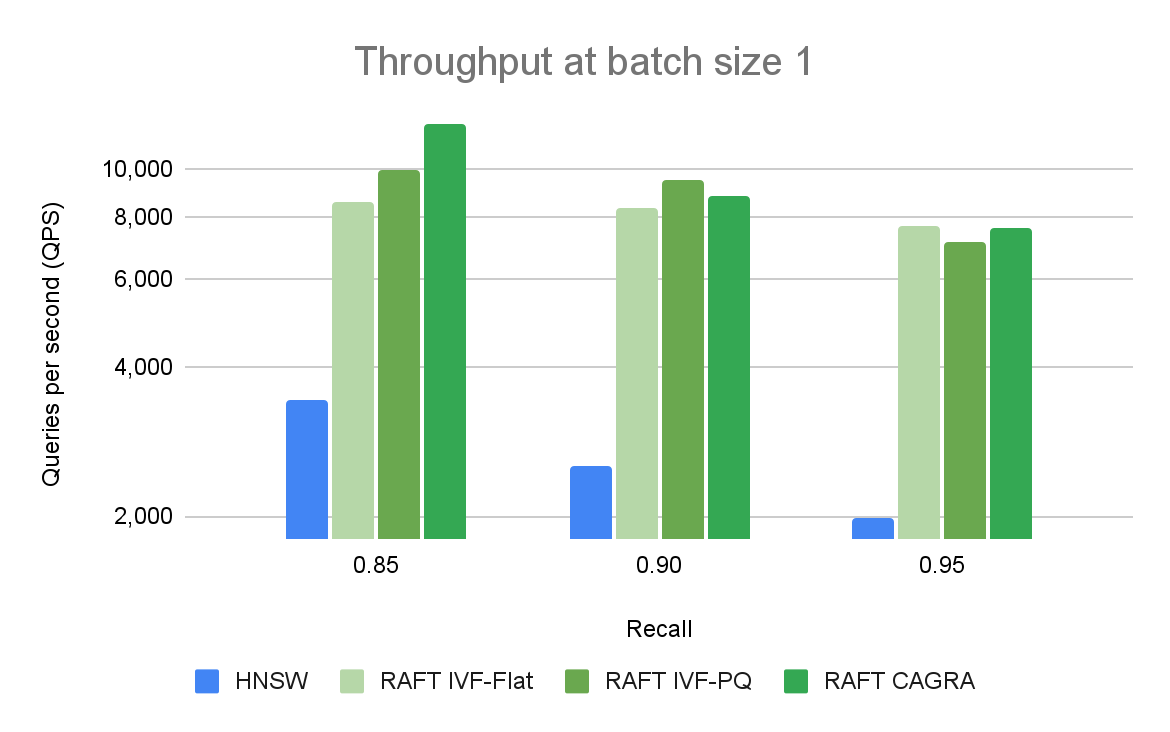 Throughput at batch size 1
Queries per second (QPS)
10,000
8,000
6,000
4,000
2,000
0.85 0.90 0.95
Recall
HNSW RAFT IVF-Flat RAFT IVF-PQ RAFT CAGRA